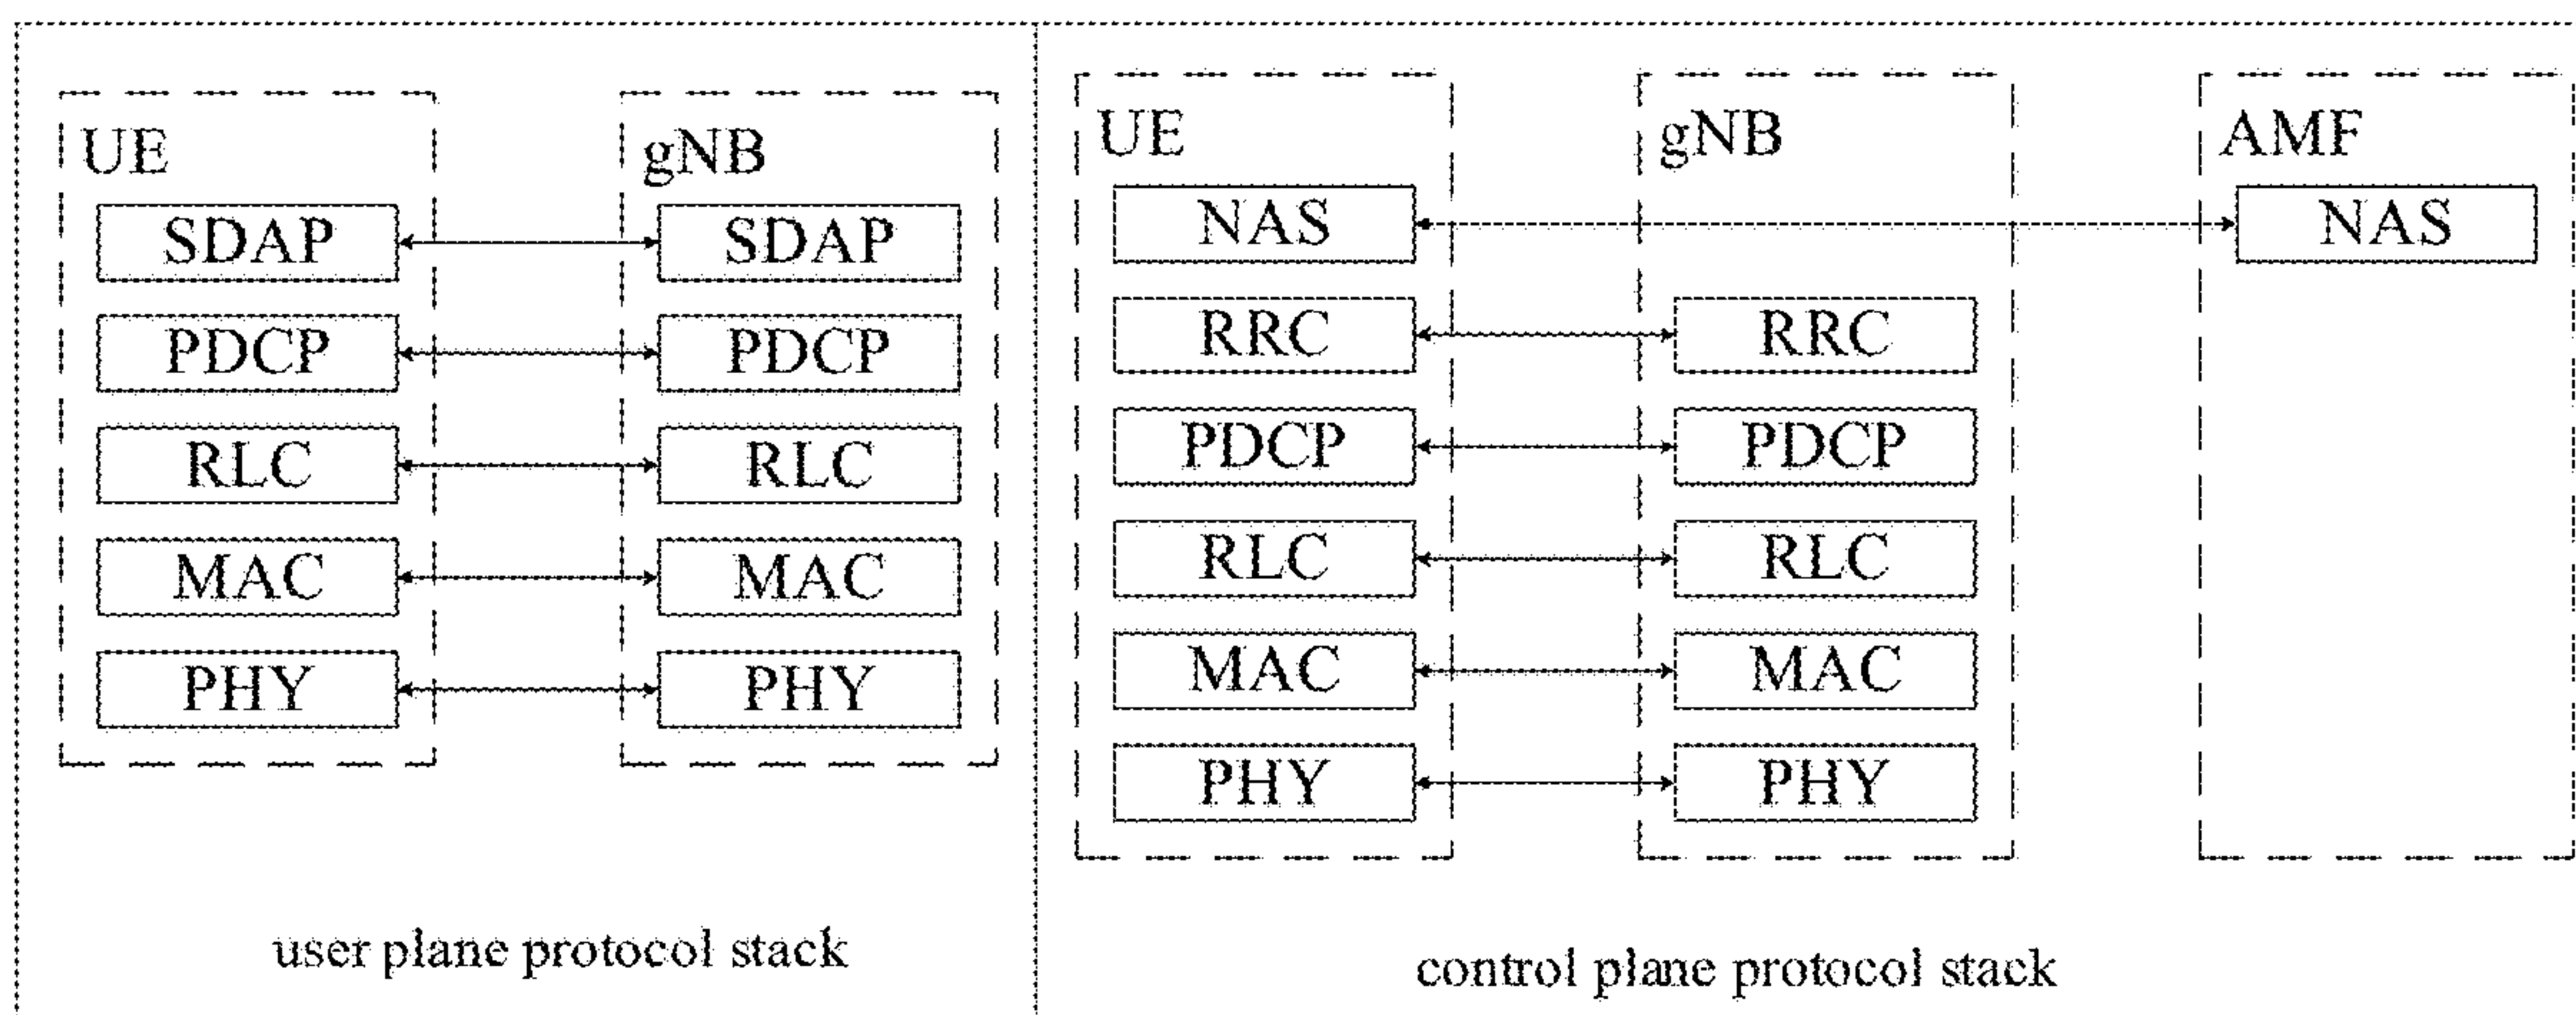 UE
gNB
SDAP
SDAP
PDCP
PDCP
RLC
RLC
MAC
MAC
PHY
PHY
user plane protocol stack
UE
gNB
AMF
NAS
NAS
RRC
RRC
PDCP
PDCP
RLC
RLC
MAC
MAC
PHY
PHY
control plane protocol stack